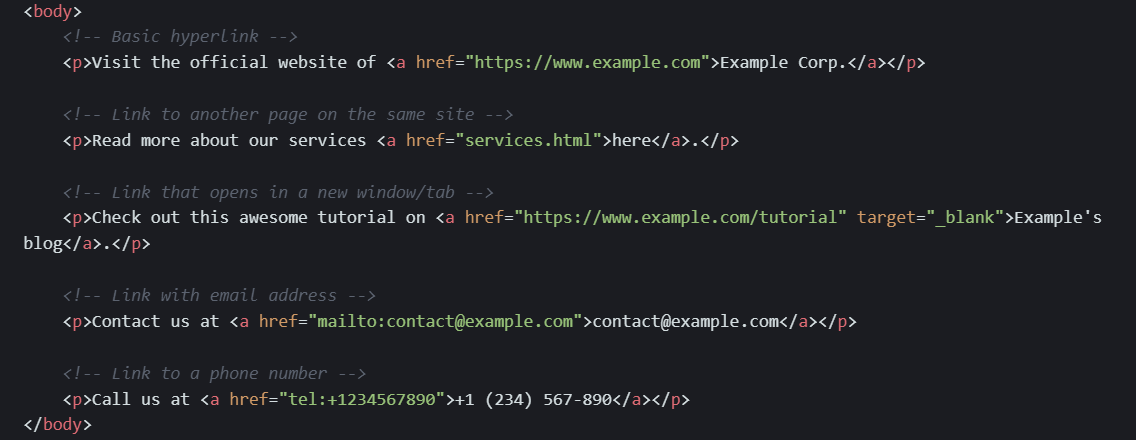 <body>
<!-- Basic hyperlink -->
<p>Visit the official website of <a href="https://www.example.com">Example Corp.</a></p>
<!-- Link to another page on the same site -->
<p>Read more about our services <a href="services.html">here</a>.</p>
<!-- Link that opens in a new window/tab -->
<p>Check out this awesome tutorial on <a href="https://www.example.com/tutorial" target="_blank">Example's
blog</a>.</p>
<!-- Link with email address -->
<p>Contact us at <a href="mailto:contact@example.com">contact@example.com</a></p>
<!-- Link to a phone number -->
<p>Call us at <a href="tel:+1234567890">+1 (234) 567-890</a></p>
</body>